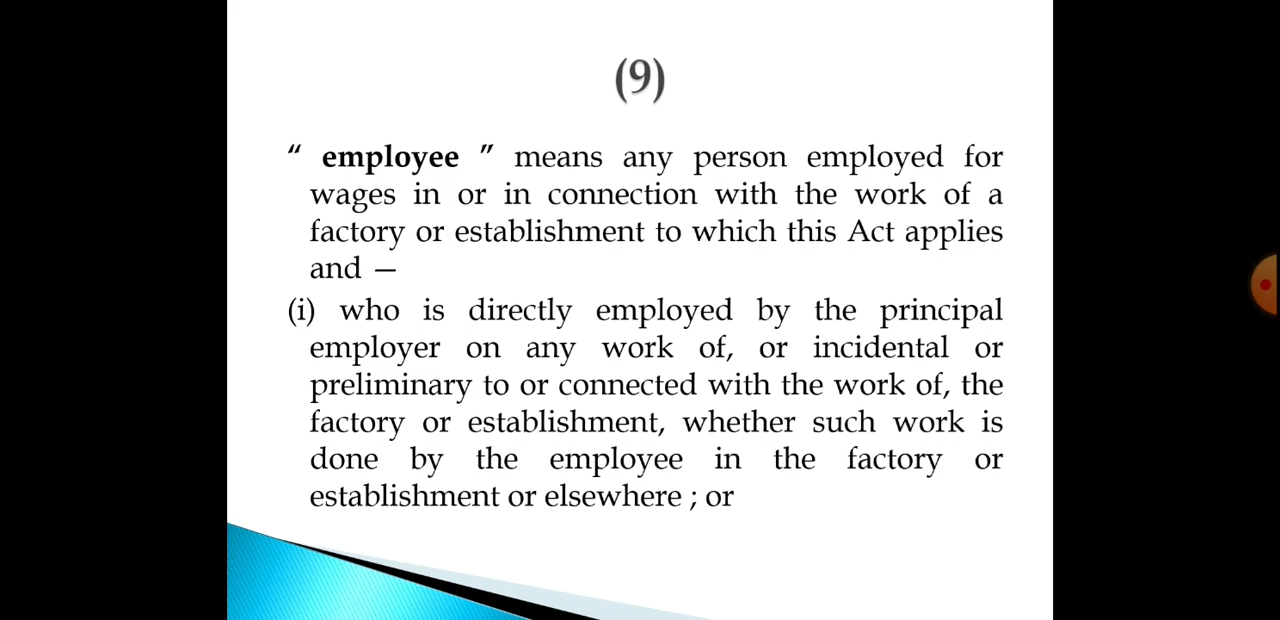 (9)
“ employee ” means any person employed for
wages in or in connection with the work of a
factory or establishment to which this Act applies
and —
(i) who is directly employed by the principal
employer on any work of, or incidental or
preliminary to or connected with the work of, the
factory or establishment, whether such work is
done by the employee in the factory or
establishment or elsewhere ; or